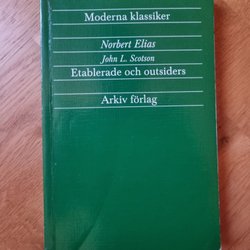 Moderna klassiker
Norbert Elias
John L. Scotson
Etablerade och outsiders
Arkiv förlag